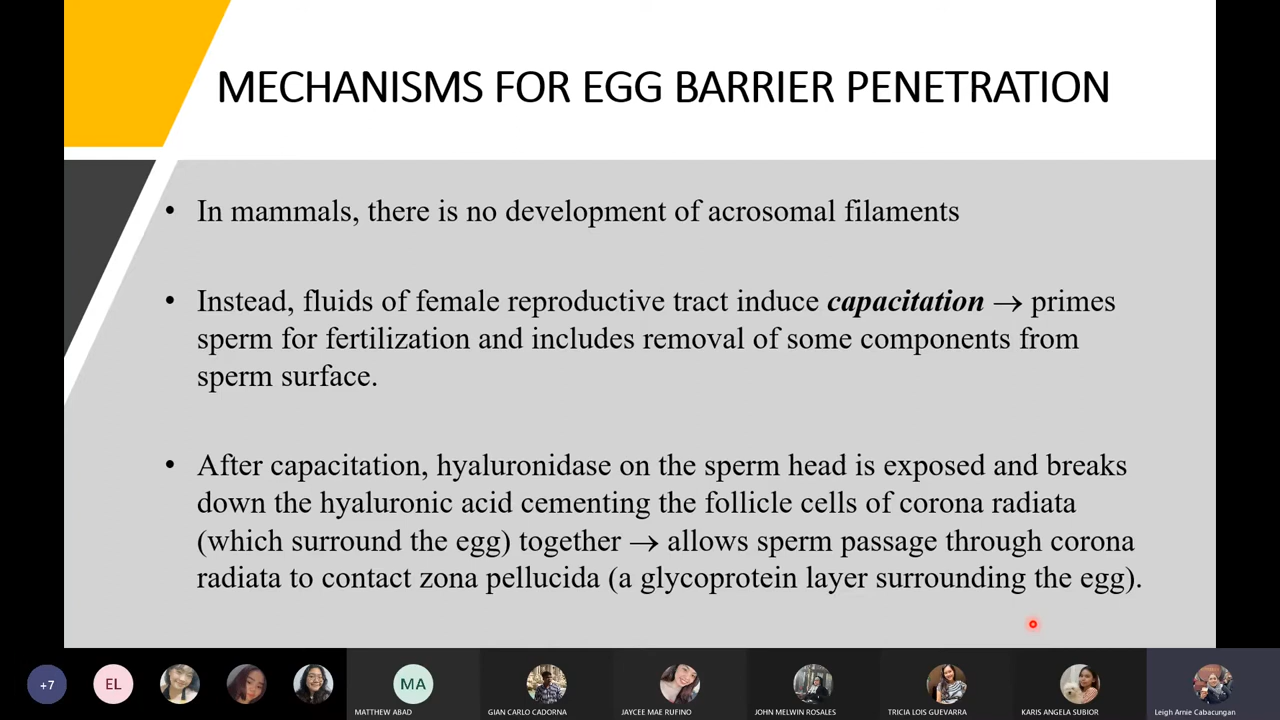 MECHANISMS FOR EGG BARRIER PENETRATION
• In mammals, there is no development of acrosomal filaments
• Instead, fluids of female reproductive tract induce capacitation → primes
sperm for fertilization and includes removal of some components from
sperm surface.
• After capacitation, hyaluronidase on the sperm head is exposed and breaks
down the hyaluronic acid cementing the follicle cells of corona radiata
(which surround the egg) together → allows sperm passage through corona
radiata to contact zona pellucida (a glycoprotein layer surrounding the egg).
+7
EL
MA
MATTHEW ABAD
GIAN CARLO CADORNA
JAYCEE MAE RUFINO
JOHN MELWIN ROSALES
TRICIA LOIS GUEVARRA
KARIS ANGELA SUBIOR
Leigh Arnie Cabacungan